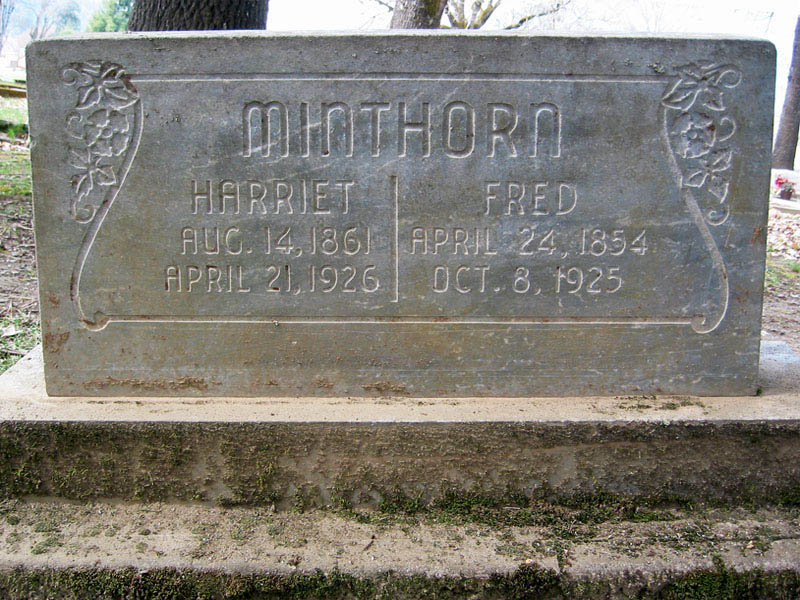 MINTHORN
HARRIET
AUG. 14, 1861
APRIL 21, 1926
FRED
APRIL 24, 1854
OCT. 8, 1925